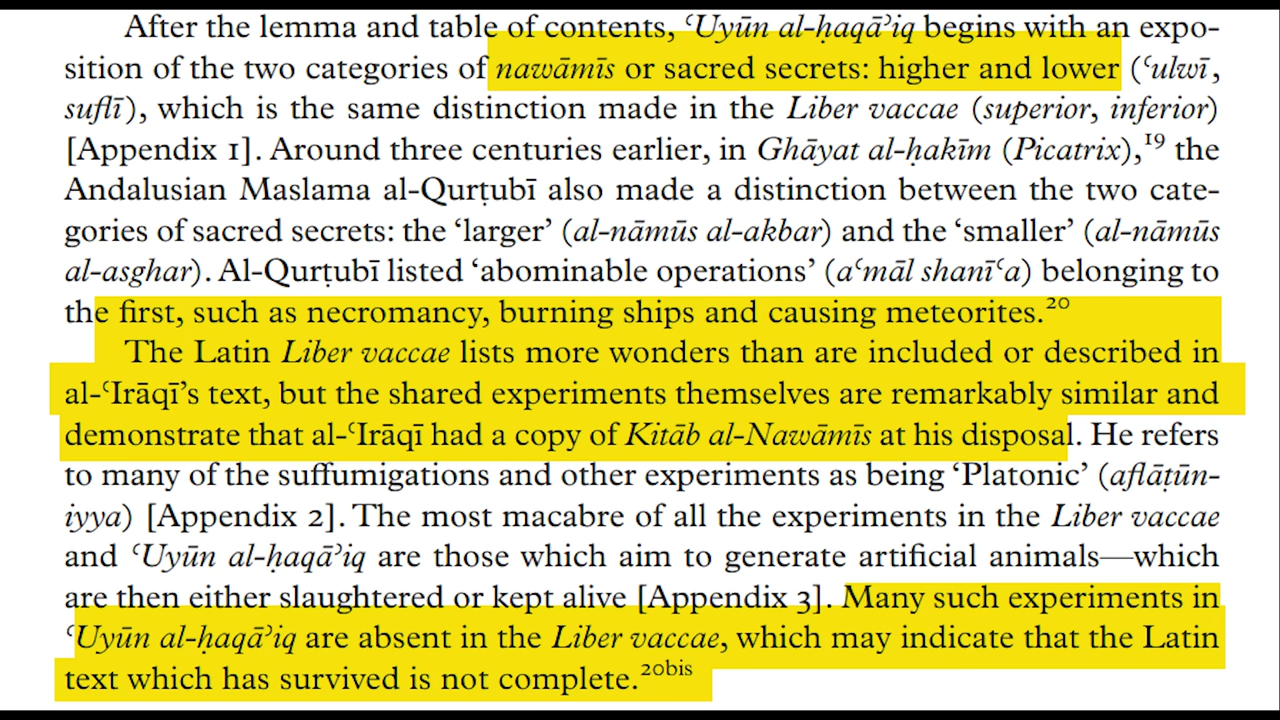 After the lemma and table of contents, ʿUyūn al-ḥaqāʾiq begins with an expo-
sition of the two categories of nawāmīs or sacred secrets: higher and lower (ʿulwī,
suflī), which is the same distinction made in the Liber vaccae (superior, inferior)
[Appendix 1]. Around three centuries earlier, in Ghāyat al-ḥakīm (Picatrix),¹⁹ the
Andalusian Maslama al-Qurṭubī also made a distinction between the two cate-
gories of sacred secrets: the ‘larger’ (al-nāmūs al-akbar) and the ‘smaller’ (al-nāmūs
al-asghar). Al-Qurṭubī listed ‘abominable operations’ (aʿmāl shanīʿa) belonging to
the first, such as necromancy, burning ships and causing meteorites.²⁰
The Latin Liber vaccae lists more wonders than are included or described in
al-ʿIrāqī’s text, but the shared experiments themselves are remarkably similar and
demonstrate that al-ʿIrāqī had a copy of Kitāb al-Nawāmīs at his disposal. He refers
to many of the suffumigations and other experiments as being ‘Platonic’ (aflāṭūn-
iyya) [Appendix 2]. The most macabre of all the experiments in the Liber vaccae
and ʿUyūn al-ḥaqāʾiq are those which aim to generate artificial animals—which
are then either slaughtered or kept alive [Appendix 3]. Many such experiments in
ʿUyūn al-ḥaqāʾiq are absent in the Liber vaccae, which may indicate that the Latin
text which has survived is not complete.²⁰bis